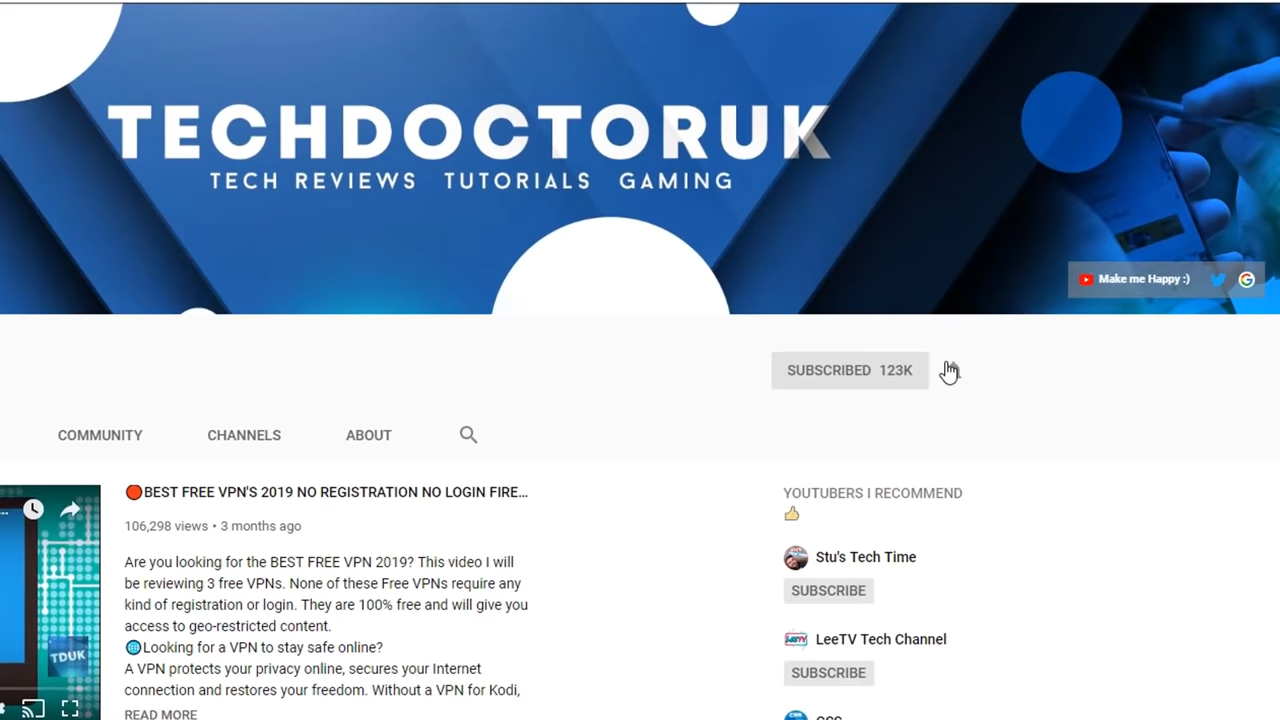 TECHDOCTORUK
TECH REVIEWS TUTORIALS GAMING
Make me Happy :)
SUBSCRIBED 123K
COMMUNITY
CHANNELS
ABOUT
BEST FREE VPN'S 2019 NO REGISTRATION NO LOGIN FIRE...
106,298 views • 3 months ago
Are you looking for the BEST FREE VPN 2019? This video I will
be reviewing 3 free VPNs. None of these Free VPNs require any
kind of registration or login. They are 100% free and will give you
access to geo-restricted content.
Looking for a VPN to stay safe online?
A VPN protects your privacy online, secures your Internet
connection and restores your freedom. Without a VPN for Kodi,
READ MORE
TDUK
YOUTUBERS I RECOMMEND
Stu's Tech Time
SUBSCRIBE
LeeTV Tech Channel
SUBSCRIBE